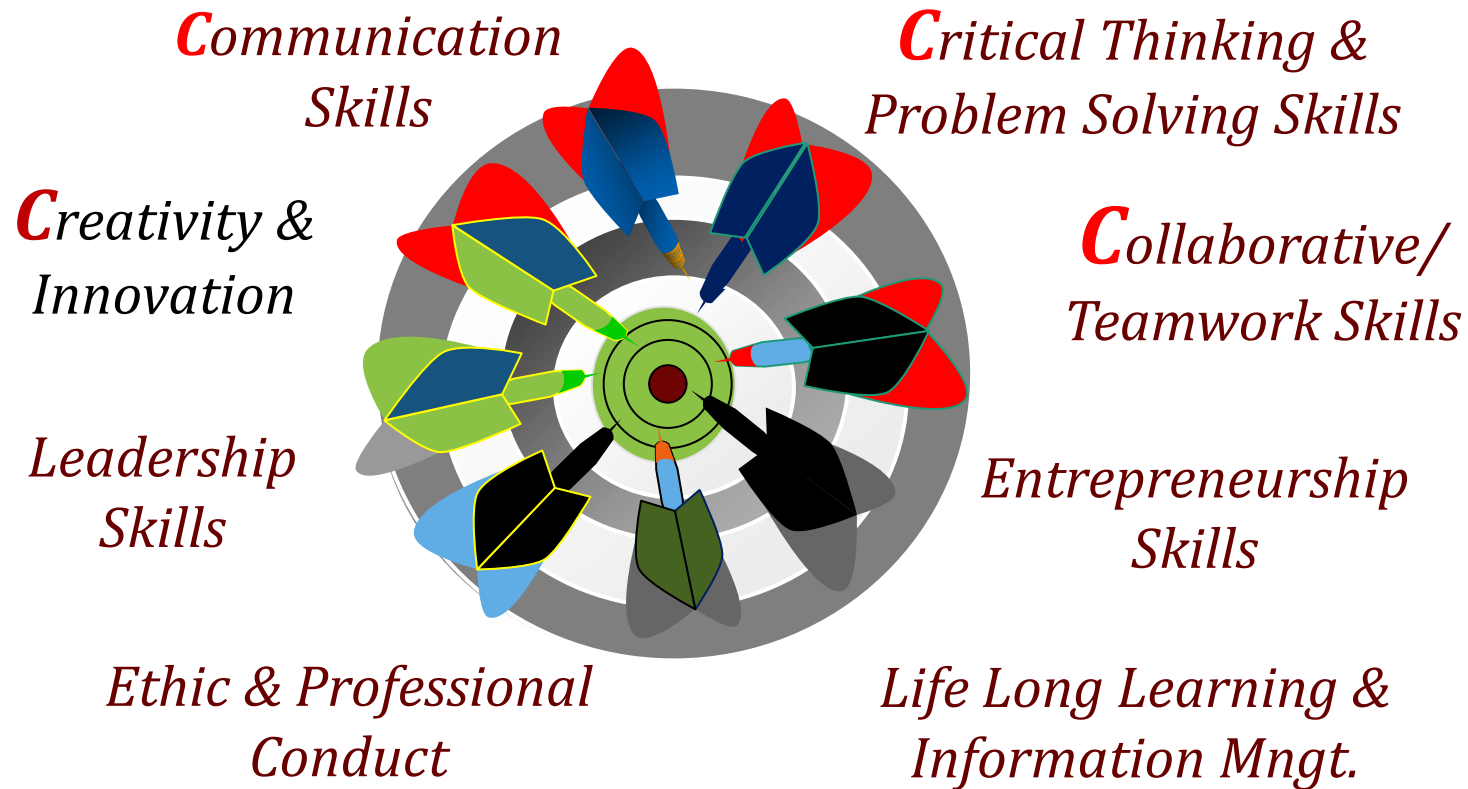 Communication
Skills
Critical Thinking &
Problem Solving Skills
Creativity &
Innovation
Collaborative/
Teamwork Skills
Leadership
Skills
Entrepreneurship
Skills
Ethic & Professional
Conduct
Life Long Learning &
Information Mngt.